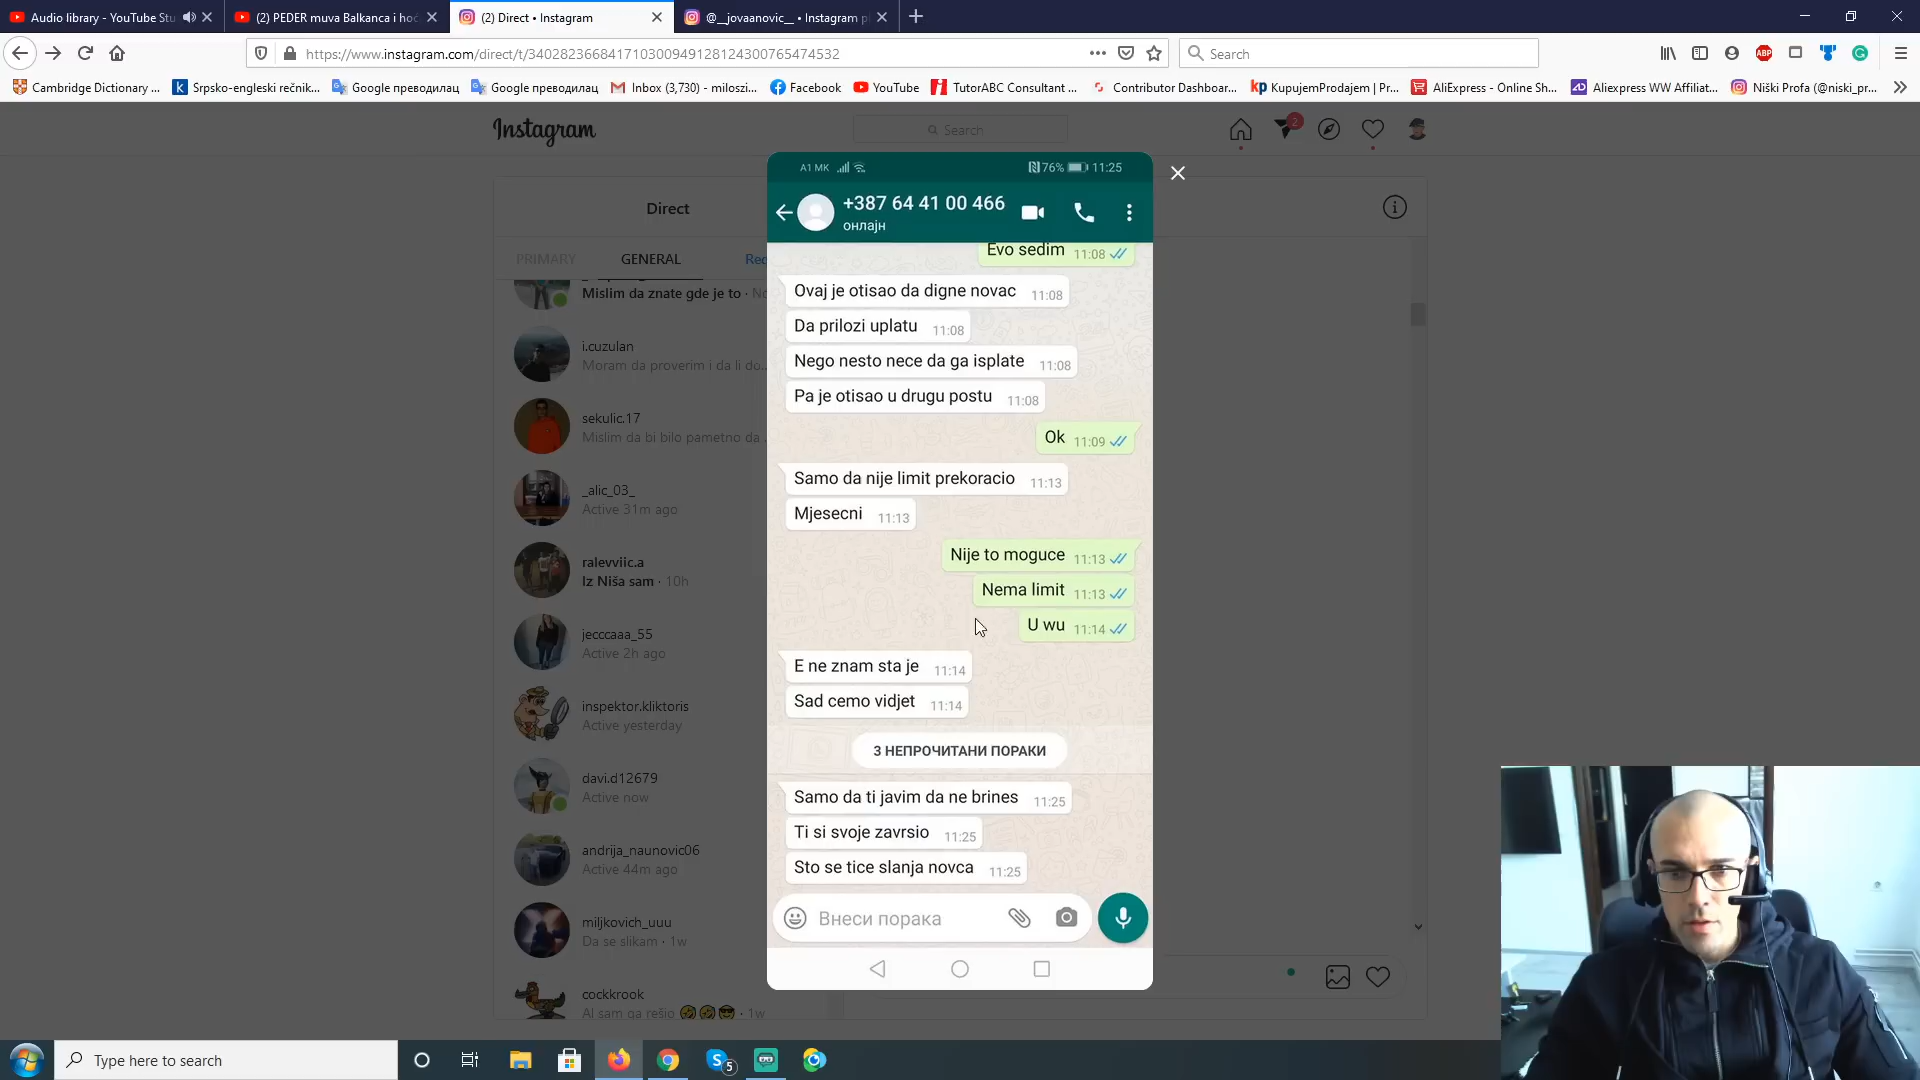 Audio library - YouTube Stu
(2) PEDER muva Balkanca i hoć
(2) Direct • Instagram
@__jovaanovic__ • Instagram p
https://www.instagram.com/direct/t/340282366841710300949128124300765474532
Search
Cambridge Dictionary ...
Srpsko-engleski rečnik...
Google преводилац
Google преводилац
Inbox (3,730) - miloszi...
Facebook
YouTube
TutorABC Consultant ...
Contributor Dashboar...
KupujemProdajem | Pr...
AliExpress - Online Sh...
Aliexpress WW Affiliat...
Niški Profa (@niski_pr...
Instagram
Search
2
Direct
PRIMARY
GENERAL
Mislim da znate gde je to
i.cuzulan
Moram da proverim i da li do...
sekulic.17
Mislim da bi bilo pametno da ...
_alic_03_
Active 31m ago
ralevviic.a
Iz Niša sam · 10h
jecccaaa_55
Active 2h ago
inspektor.kliktoris
Active yesterday
davi.d12679
Active now
andrija_naunovic06
Active 44m ago
miljkovich_uuu
Da se slikam · 1w
cockkrook
Al sam ga rešio 🤣🤣😎 · 1w
A1 MK
76%
11:25
+387 64 41 00 466
онлајн
Evo sedim 11:08
Ovaj je otisao da digne novac 11:08
Da prilozi uplatu 11:08
Nego nesto nece da ga isplate 11:08
Pa je otisao u drugu postu 11:08
Ok 11:09
Samo da nije limit prekoracio 11:13
Mjesecni 11:13
Nije to moguce 11:13
Nema limit 11:13
U wu 11:14
E ne znam sta je 11:14
Sad cemo vidjet 11:14
3 НЕПРОЧИТАНИ ПОРАКИ
Samo da ti javim da ne brines 11:25
Ti si svoje zavrsio 11:25
Sto se tice slanja novca 11:25
Внеси порака
Type here to search
5